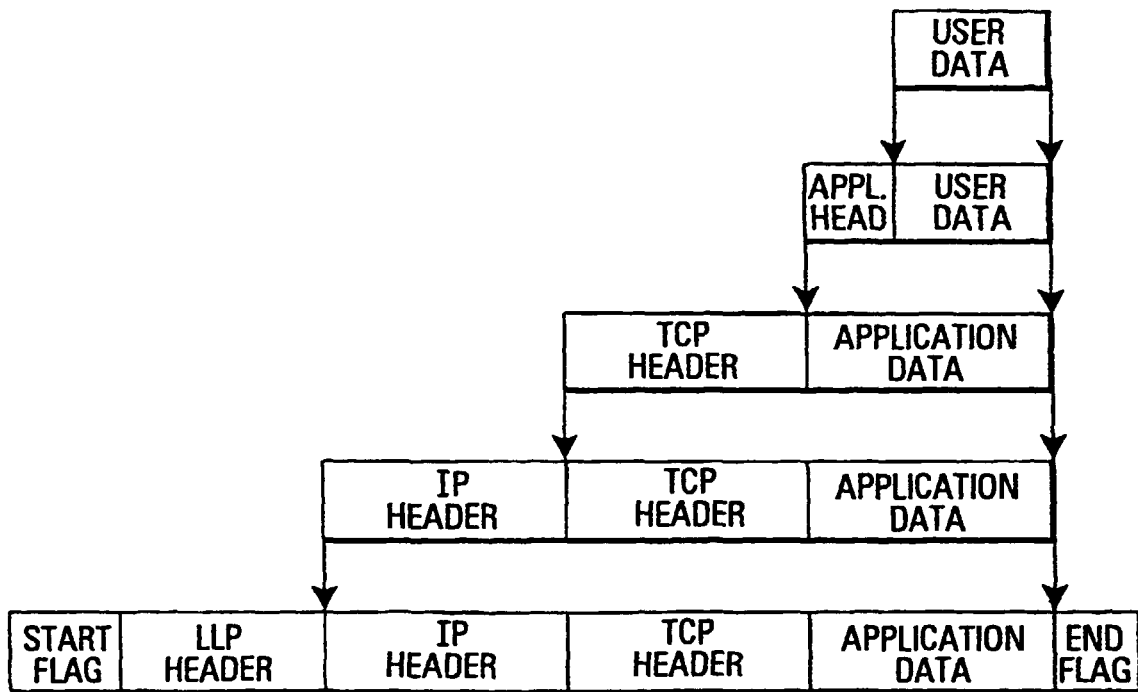 USER
DATA
APPL.
HEAD
USER
DATA
TCP
HEADER
APPLICATION
DATA
IP
HEADER
TCP
HEADER
APPLICATION
DATA
START
FLAG
LLP
HEADER
IP
HEADER
TCP
HEADER
APPLICATION
DATA
END
FLAG